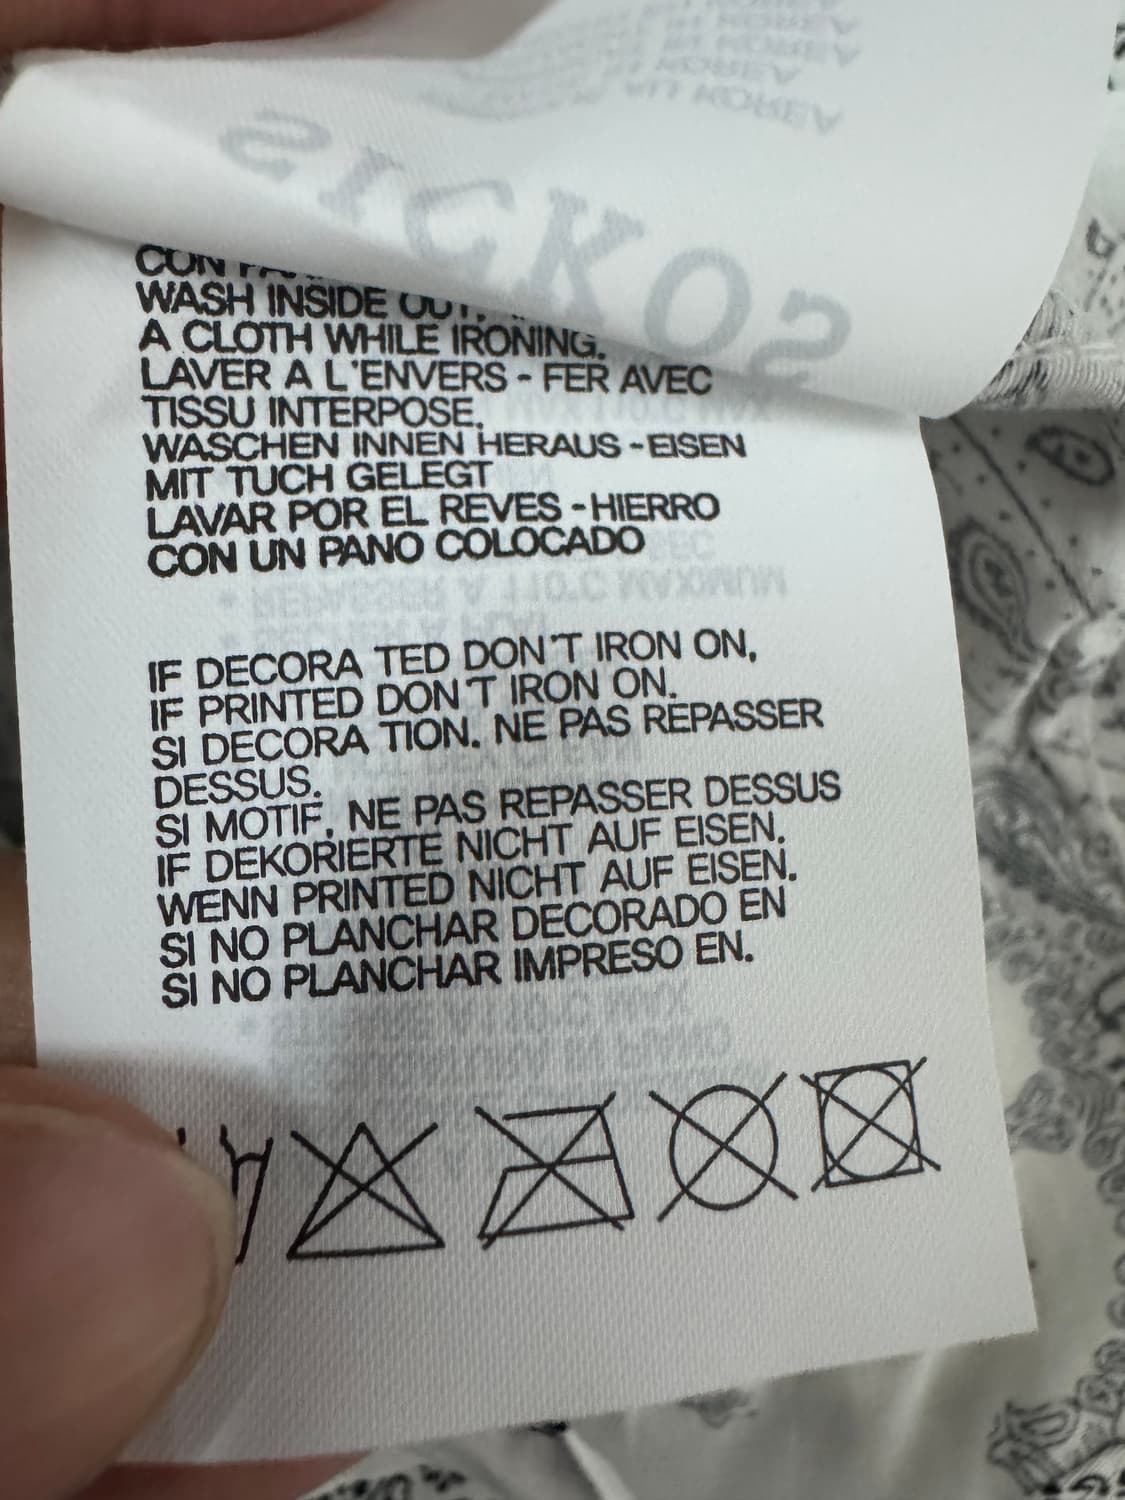 SICKO
CON
WASH INSIDE OUT,
A CLOTH WHILE IRONING.
LAVER A L'ENVERS - FER AVEC
TISSU INTERPOSE.
WASCHEN INNEN HERAUS - EISEN
MIT TUCH GELEGT
LAVAR POR EL REVES - HIERRO
CON UN PANO COLOCADO
IF DECORA TED DON'T IRON ON,
IF PRINTED DON'T IRON ON.
SI DECORA TION. NE PAS REPASSER
DESSUS.
SI MOTIF. NE PAS REPASSER DESSUS
IF DEKORIERTE NICHT AUF EISEN.
WENN PRINTED NICHT AUF EISEN.
SI NO PLANCHAR DECORADO EN
SI NO PLANCHAR IMPRESO EN.